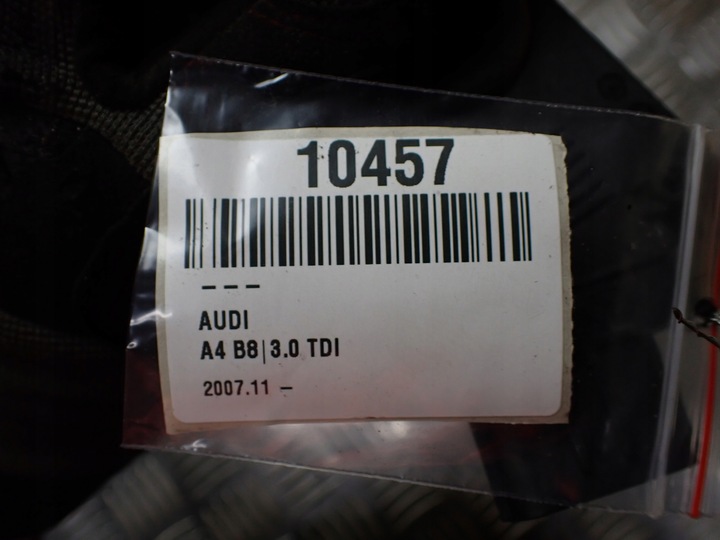 10457
---
AUDI
A4 B8|3.0 TDI
2007.11 -